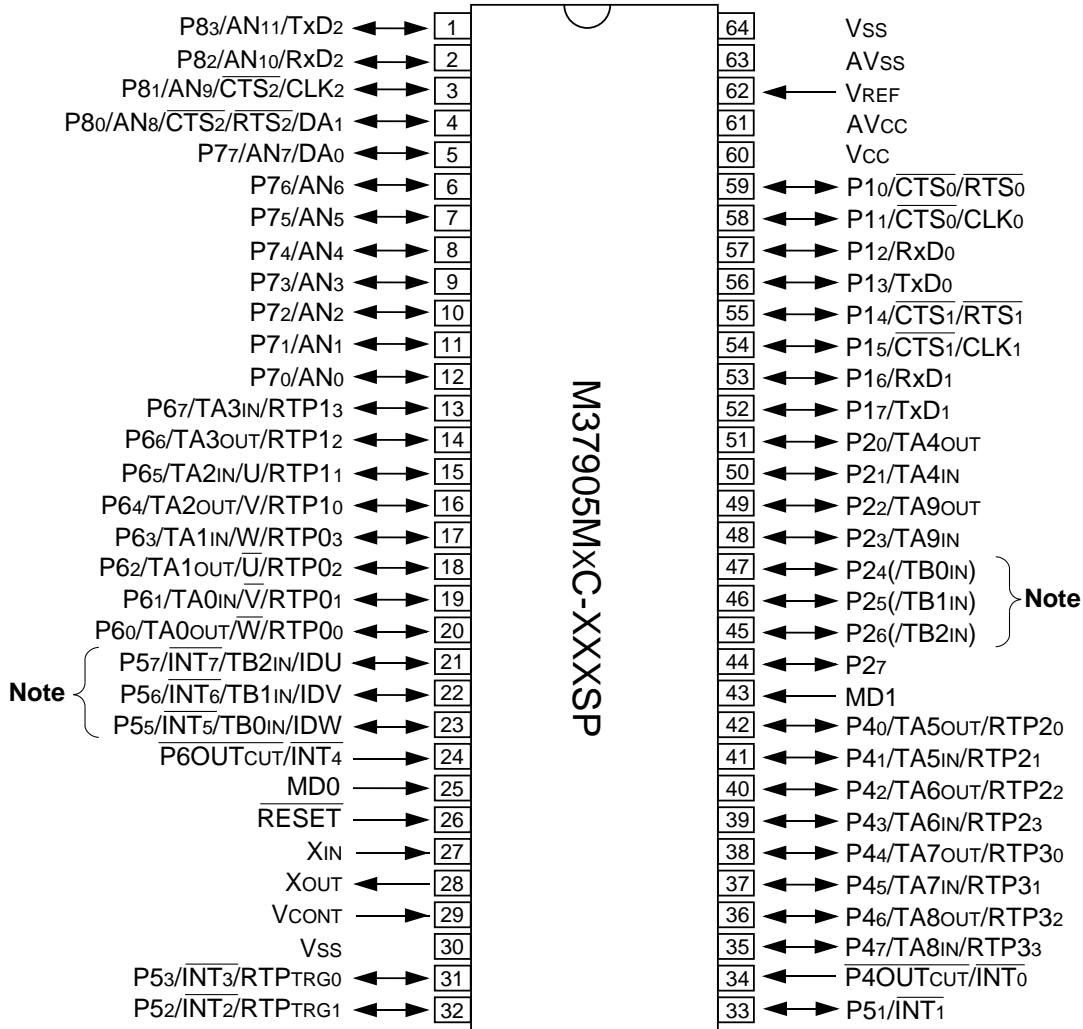 P83/AN11/TxD2 1
P82/AN10/RxD2 2
P81/AN9/CTS2/CLK2 3
P80/AN8/CTS2/RTS2/DA1 4
P77/AN7/DA0 5
P76/AN6 6
P75/AN5 7
P74/AN4 8
P73/AN3 9
P72/AN2 10
P71/AN1 11
P70/AN0 12
P67/TA3IN/RTP13 13
P66/TA3OUT/RTP12 14
P65/TA2IN/U/RTP11 15
P64/TA2OUT/V/RTP10 16
P63/TA1IN/W/RTP03 17
P62/TA1OUT/U/RTP02 18
P61/TA0IN/V/RTP01 19
P60/TA0OUT/W/RTP00 20
Note
P57/INT7/TB2IN/IDU 21
P56/INT6/TB1IN/IDV 22
P55/INT5/TB0IN/IDW 23
P6OUTCUT/INT4 24
MD0 25
RESET 26
XIN 27
XOUT 28
VCONT 29
VSS 30
P53/INT3/RTPTRG0 31
P52/INT2/RTPTRG1 32
M37905MxC-XXXSP
64 VSS
63 AVSS
62 VREF
61 AVCC
60 VCC
59 P10/CTS0/RTS0
58 P11/CTS0/CLK0
57 P12/RxD0
56 P13/TxD0
55 P14/CTS1/RTS1
54 P15/CTS1/CLK1
53 P16/RxD1
52 P17/TxD1
51 P20/TA4OUT
50 P21/TA4IN
49 P22/TA9OUT
48 P23/TA9IN
47 P24(/TB0IN)
46 P25(/TB1IN)
45 P26(/TB2IN)
Note
44 P27
43 MD1
42 P40/TA5OUT/RTP20
41 P41/TA5IN/RTP21
40 P42/TA6OUT/RTP22
39 P43/TA6IN/RTP23
38 P44/TA7OUT/RTP30
37 P45/TA7IN/RTP31
36 P46/TA8OUT/RTP32
35 P47/TA8IN/RTP33
34 P4OUTCUT/INT0
33 P51/INT1